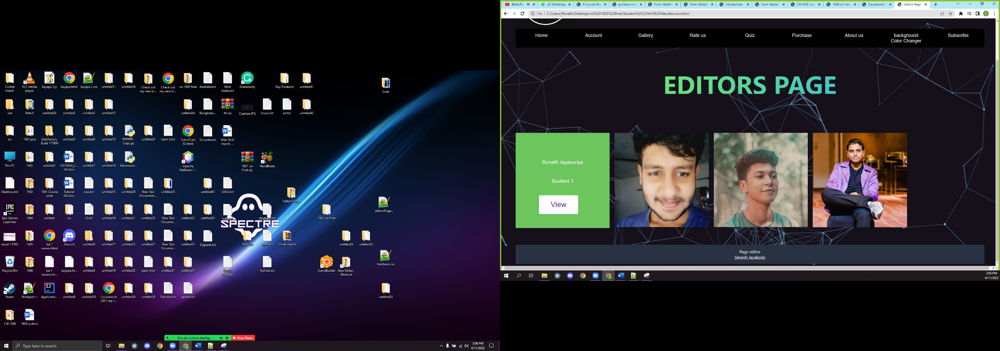 Cricket match
VLC media player
kayapa 3.js
kayapa.html
kayapa 2.css
untitled11
untitled18
Check out my new lo...
Check out my new lo...
cw 1605 final
Australia.txt
West Indies.txt
Grammarly
Buy Products
untitled41
Loan
out
Netch
untitled36
untitled2
untitled5
untitled12
untitled34
Banglades...
ttt.zip
Capture.JPG
music.txt
art.txt
untitled42
src
1601 java
Satisfactory Build 177909
untitled3
untitled6
untitled13
untitled24
team 3.txt
Tute 07 prt 02.html
Sri Lanka.txt
Web Tech report, ...
This PC
1602
untitled1
20210434_2... 04.docx
untitled7
untitled14
Apache NetBeans I...
1601 cw final.zip
HandBrake
Desktop.iml
1603
1601 Course work
Tutorial 04.docx
ssss.txt
untitled15
untitled20
New Text Document....
untitled35
untitled40
33433.txt
Editors Page
editorsPage...
EPIC GAMES
Epic Games Launcher
1604
untitled
cw
t2.txt
untitled16
untitled21
untitled25
New Text Docume...
untitled32
untitled39
India.txt
SPECTRE
1601 cw final
result 1.PNG
1605
tut 1 wwww.html
Discord
untitled8
untitled17
untitled22
untitled27
New Text Docume...
untitled33
England.txt
1606 cw
sport.txt
romell match
untitled29
untitled30
Recycle Bin
1606
tut 1 wwww.ht...
kayapa.ht...
untitled9
untitled19
untitled23
team 4.txt
untitled31
untitled37
South Africa.txt
fashion.txt
SceneBuilder
New folder - Shortcut
feedback.css
Steam
Notepad++
Applicatio...
untitled4
untitled10
Coursework 2021 sep (...
untitled26
untitled38
Pakistan.txt
garden.txt
untitled28
CW 1606
1606 w.docx
You are screen sharing
Stop Share
Type here to search
2:06 PM
4/11/2022
(2) WhatsApp
R Course Wo
pulldown me
Form Validati
Form Validati
Introduction
Form Validati
CM1605 Cour
1606 cw Vinu
Coursework 2
Editors Page
File C:/Users/Ronath/Desktop/cw%201605%20final/Student%203/html%20files/aboutus.html
Home
Account
Gallery
Rate us
Quiz
Purchase
About us
background Color Changer
Subscribe
EDITORS PAGE
Ronath Jayasuriya
Student 1
View
Page editor
Senesh Jayakody
2:06 PM
4/11/2022